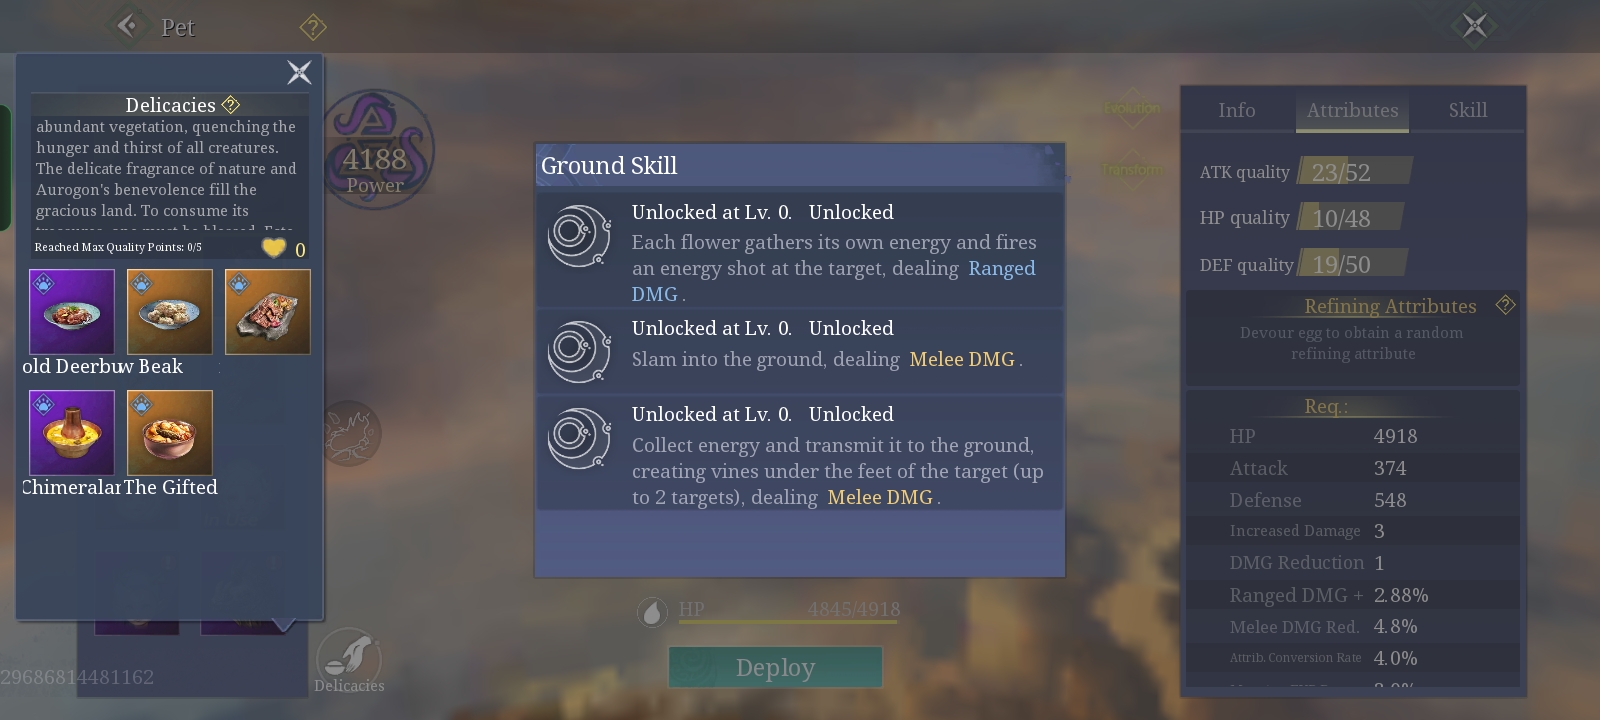 Pet
?
Delicacies ?
abundant vegetation, quenching the
hunger and thirst of all creatures.
The delicate fragrance of nature and
Aurogon's benevolence fill the
gracious land. To consume its
Reached Max Quality Points: 0/5
0
old Deerbu
w Beak
Chimeralar
The Gifted
29686814481162
4188
Power
Delicacies
Ground Skill
Unlocked at Lv. 0. Unlocked
Each flower gathers its own energy and fires
an energy shot at the target, dealing Ranged
DMG .
Unlocked at Lv. 0. Unlocked
Slam into the ground, dealing Melee DMG .
Unlocked at Lv. 0. Unlocked
Collect energy and transmit it to the ground,
creating vines under the feet of the target (up
to 2 targets), dealing Melee DMG .
HP 4845/4918
Deploy
Evolution
Transform
Info Attributes Skill
ATK quality 23/52
HP quality 10/48
DEF quality 19/50
Refining Attributes ?
Devour egg to obtain a random
refining attribute
Req.:
HP 4918
Attack 374
Defense 548
Increased Damage 3
DMG Reduction 1
Ranged DMG + 2.88%
Melee DMG Red. 4.8%
Attrib. Conversion Rate 4.0%